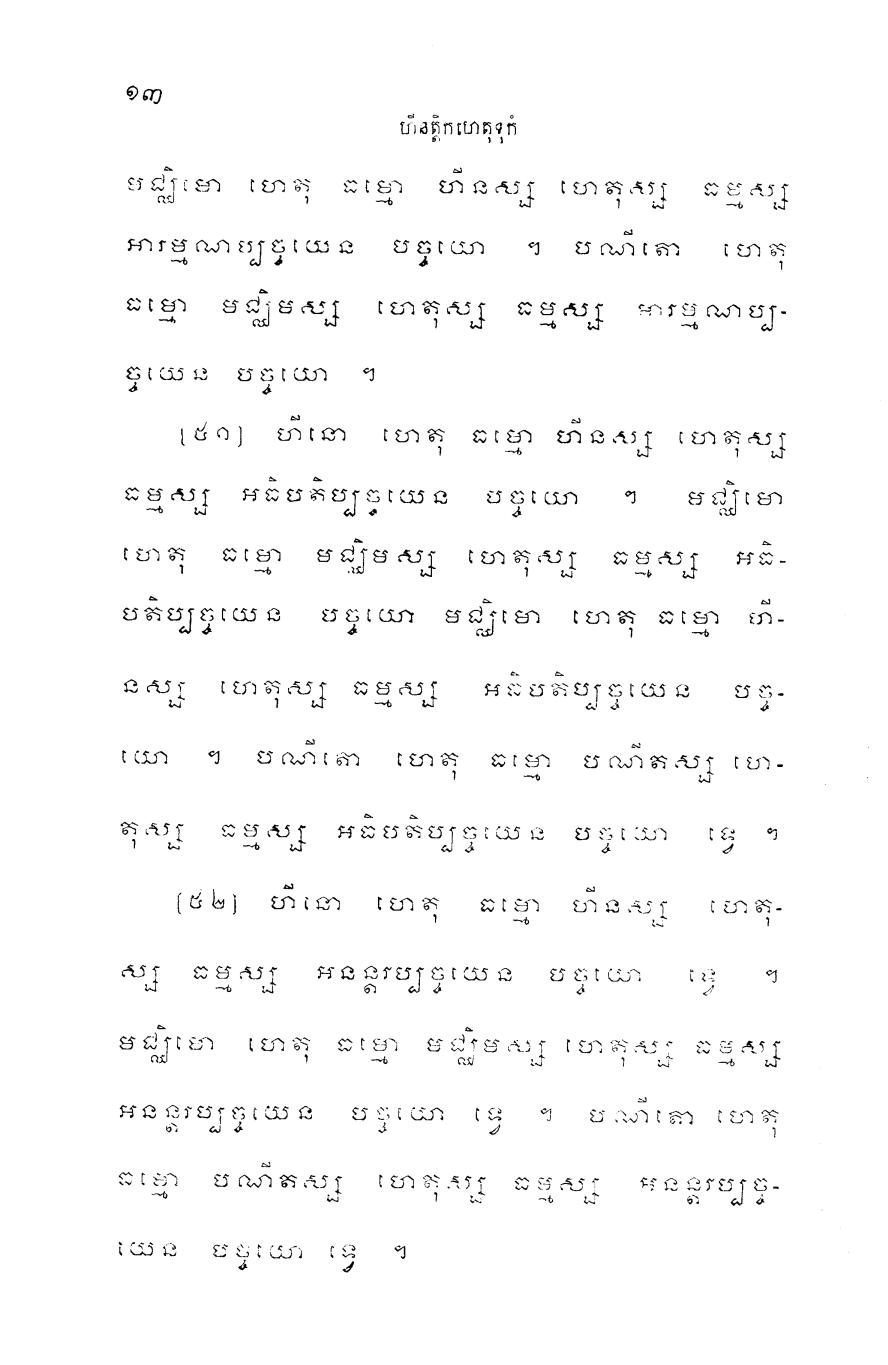 ១៣
ហីនត្តិកហេតុទុកំ
មជ្ឈិមោ ហេតុ ធម្មោ ហីនស្ស ហេតុស្ស ធម្មស្ស
អារម្មណប្បច្ចយេន បច្ចយោ ។ បណីតោ ហេតុ
ធម្មោ មជ្ឈិមស្ស ហេតុស្ស ធម្មស្ស អារម្មណប្ប-
ច្ចយេន បច្ចយោ ។
[៥១] ហីនោ ហេតុ ធម្មោ ហីនស្ស ហេតុស្ស
ធម្មស្ស អធិបតិប្បច្ចយេន បច្ចយោ ។ មជ្ឈិមោ
ហេតុ ធម្មោ មជ្ឈិមស្ស ហេតុស្ស ធម្មស្ស អធិ-
បតិប្បច្ចយេន បច្ចយោ មជ្ឈិមោ ហេតុ ធម្មោ ហី-
នស្ស ហេតុស្ស ធម្មស្ស អធិបតិប្បច្ចយេន បច្ច-
យោ ។ បណីតោ ហេតុ ធម្មោ បណីតស្ស ហេ-
តុស្ស ធម្មស្ស អធិបតិប្បច្ចយេន បច្ចយោ ទ្វេ ។
[៥២] ហីនោ ហេតុ ធម្មោ ហីនស្ស ហេតុ-
ស្ស ធម្មស្ស អនន្តរប្បច្ចយេន បច្ចយោ ទ្វេ ។
មជ្ឈិមោ ហេតុ ធម្មោ មជ្ឈិមស្ស ហេតុស្ស ធម្មស្ស
អនន្តរប្បច្ចយេន បច្ចយោ ទ្វេ ។ បណីតោ ហេតុ
ធម្មោ បណីតស្ស ហេតុស្ស ធម្មស្ស អនន្តរប្បច្ច-
យេន បច្ចយោ ទ្វេ ។